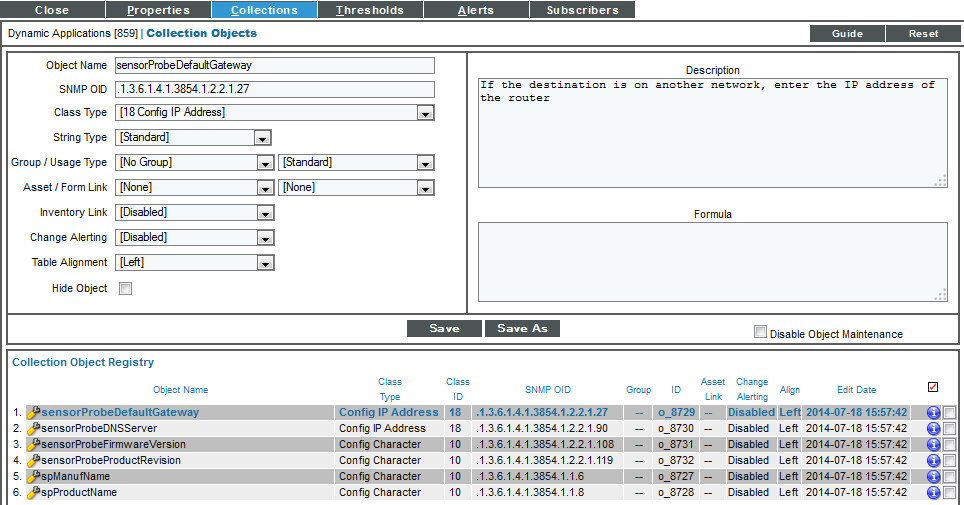 Close Properties Collections Thresholds Alerts Subscribers
Dynamic Applications [859] | Collection Objects Guide Reset
Object Name sensorProbeDefaultGateway
SNMP OID .1.3.6.1.4.1.3854.1.2.2.1.27
Class Type [18 Config IP Address]
String Type [Standard]
Group / Usage Type [No Group] [Standard]
Asset / Form Link [None] [None]
Inventory Link [Disabled]
Change Alerting [Disabled]
Table Alignment [Left]
Hide Object
Description
If the destination is on another network, enter the IP address of
the router
Formula
Save Save As
Disable Object Maintenance
Collection Object Registry
Object Name Class Type Class ID SNMP OID Group ID Asset Link Change Alerting Align Edit Date
1. sensorProbeDefaultGateway Config IP Address 18 .1.3.6.1.4.1.3854.1.2.2.1.27 -- o_8729 -- Disabled Left 2014-07-18 15:57:42
2. sensorProbeDNSServer Config IP Address 18 .1.3.6.1.4.1.3854.1.2.2.1.90 -- o_8730 -- Disabled Left 2014-07-18 15:57:42
3. sensorProbeFirmwareVersion Config Character 10 .1.3.6.1.4.1.3854.1.2.2.1.108 -- o_8731 -- Disabled Left 2014-07-18 15:57:42
4. sensorProbeProductRevision Config Character 10 .1.3.6.1.4.1.3854.1.2.2.1.119 -- o_8732 -- Disabled Left 2014-07-18 15:57:42
5. spManufName Config Character 10 .1.3.6.1.4.1.3854.1.1.6 -- o_8727 -- Disabled Left 2014-07-18 15:57:42
6. spProductName Config Character 10 .1.3.6.1.4.1.3854.1.1.8 -- o_8728 -- Disabled Left 2014-07-18 15:57:42